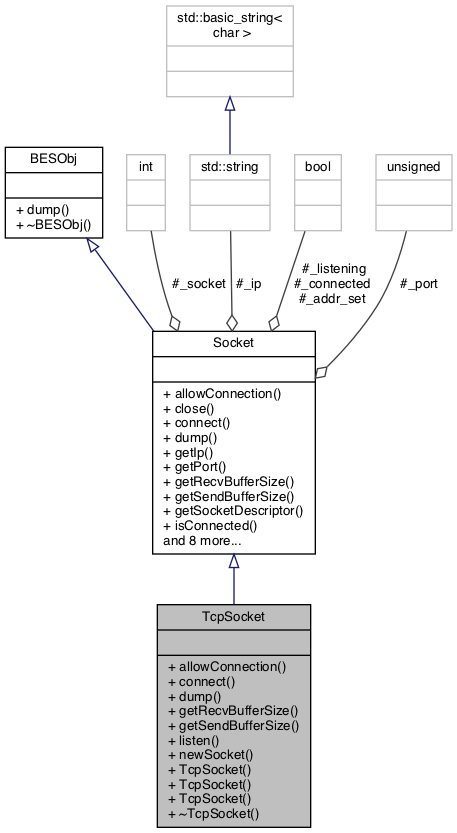 std::basic_string<
char >
BESObj
+ dump()
+ ~BESObj()
int
std::string
bool
unsigned
#_socket
#_ip
#_listening
#_connected
#_addr_set
#_port
Socket
+ allowConnection()
+ close()
+ connect()
+ dump()
+ getIp()
+ getPort()
+ getRecvBufferSize()
+ getSendBufferSize()
+ getSocketDescriptor()
+ isConnected()
and 8 more...
TcpSocket
+ allowConnection()
+ connect()
+ dump()
+ getRecvBufferSize()
+ getSendBufferSize()
+ listen()
+ newSocket()
+ TcpSocket()
+ TcpSocket()
+ TcpSocket()
+ ~TcpSocket()